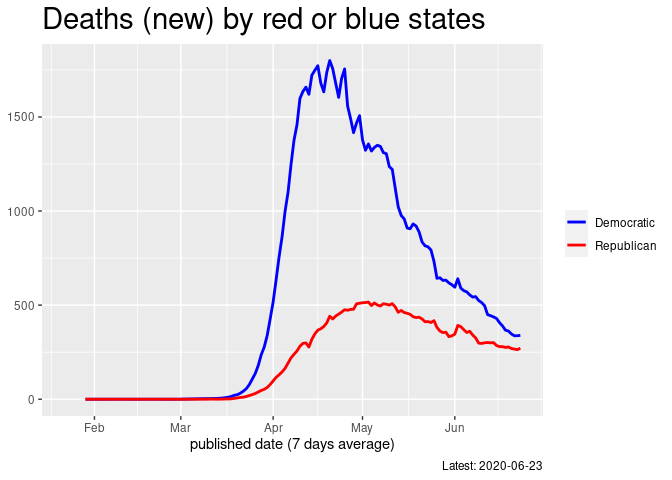 Deaths (new) by red or blue states
1500
1000
500
0
Feb Mar Apr May Jun
published date (7 days average)
Democratic
Republican
Latest: 2020-06-23